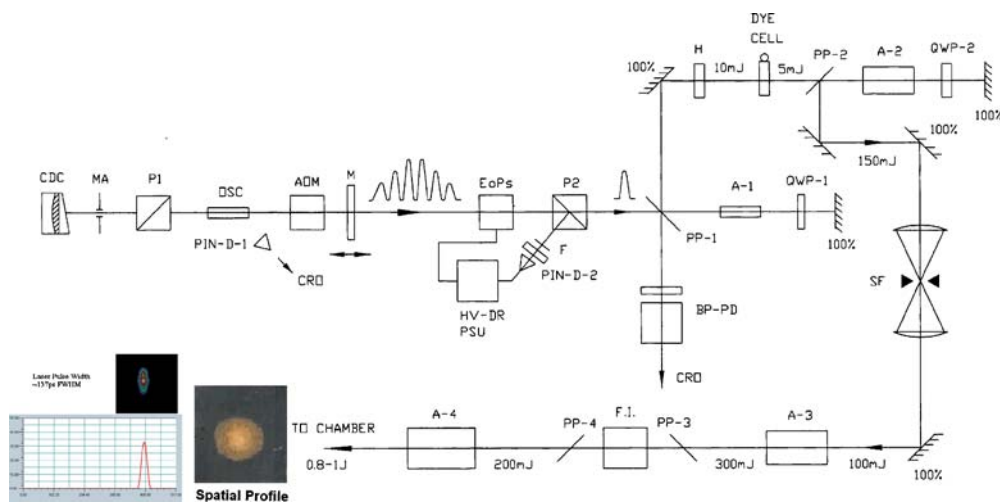 DYE
CELL
H
10mJ
5mJ
PP-2
A-2
QWP-2
100%
100%
100%
150mJ
CDC
MA
P1
OSC
AOM
M
EoPs
P2
A-1
QWP-1
PP-1
100%
PIN-D-1
CRO
F
PIN-D-2
HV-DR
PSU
BP-PD
CRO
SF
Laser Pulse Width
~157ps FWHM
TO CHAMBER
0.8-1J
A-4
200mJ
PP-4
F.I.
PP-3
300mJ
A-3
100mJ
100%
Spatial Profile